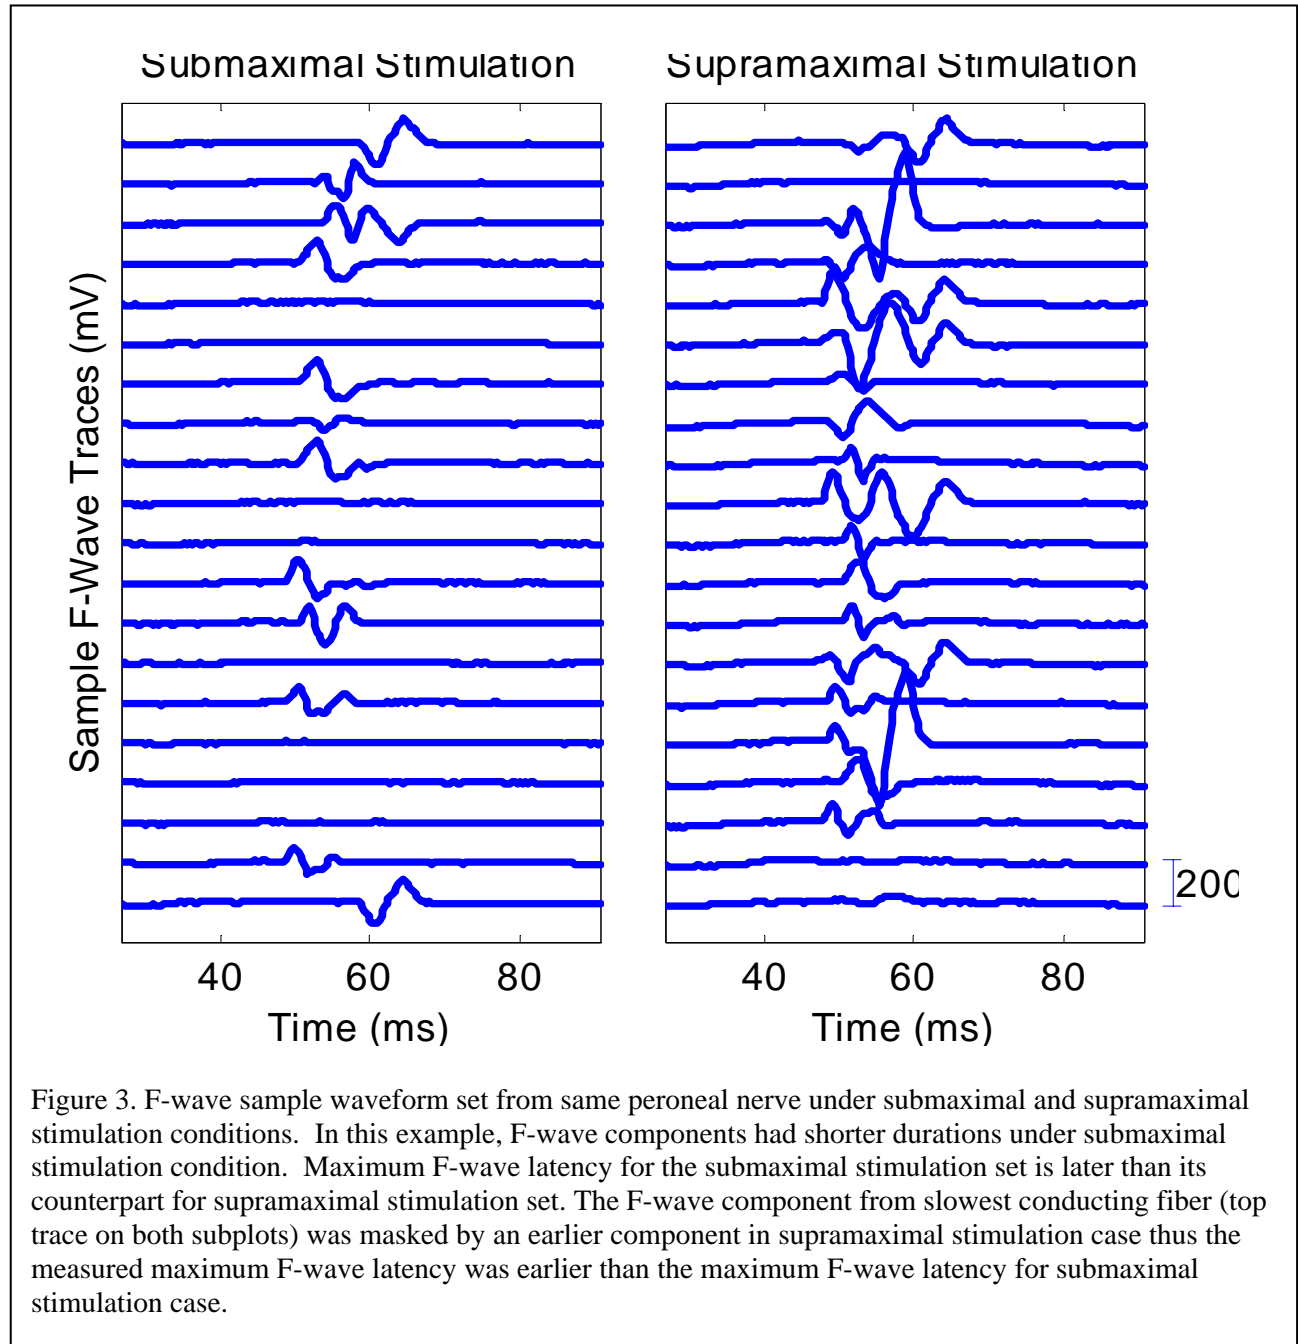 Submaximal Stimulation
Supramaximal Stimulation
Sample F-Wave Traces (mV)
200
40 60 80
40 60 80
Time (ms)
Time (ms)
Figure 3. F-wave sample waveform set from same peroneal nerve under submaximal and supramaximal
stimulation conditions. In this example, F-wave components had shorter durations under submaximal
stimulation condition. Maximum F-wave latency for the submaximal stimulation set is later than its
counterpart for supramaximal stimulation set. The F-wave component from slowest conducting fiber (top
trace on both subplots) was masked by an earlier component in supramaximal stimulation case thus the
measured maximum F-wave latency was earlier than the maximum F-wave latency for submaximal
stimulation case.